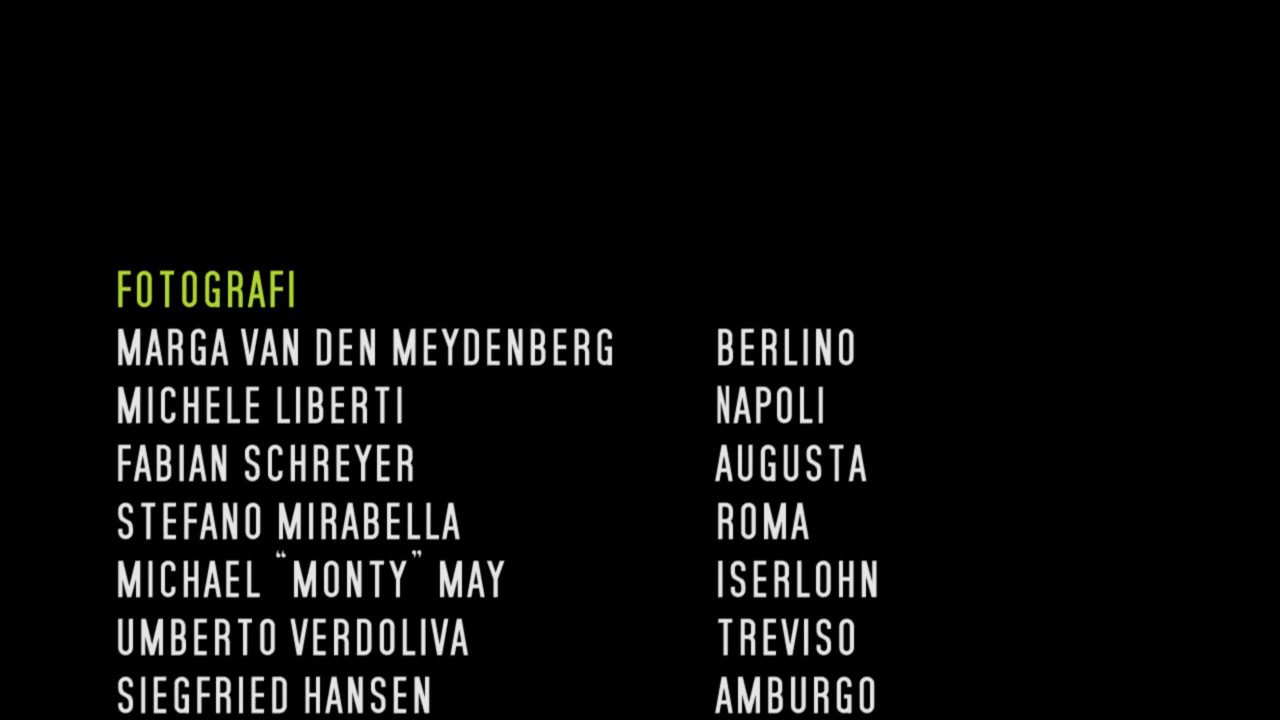 FOTOGRAFI
MARGA VAN DEN MEYDENBERG BERLINO
MICHELE LIBERTI NAPOLI
FABIAN SCHREYER AUGUSTA
STEFANO MIRABELLA ROMA
MICHAEL “MONTY” MAY ISERLOHN
UMBERTO VERDOLIVA TREVISO
SIEGFRIED HANSEN AMBURGO